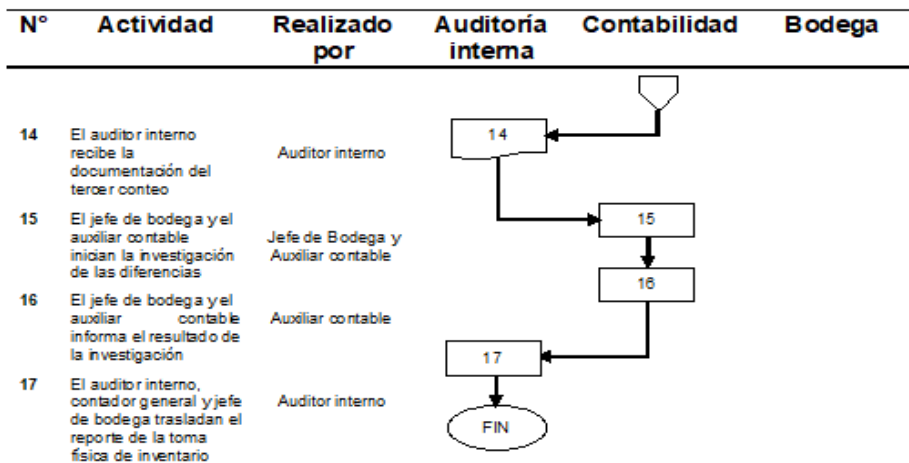 N° Actividad Realizado por Auditoría interna Contabilidad Bodega
14 El auditor interno
recibe la
documentación del
tercer conteo
Auditor interno
14
15 El jefe de bodega y el
auxiliar contable
inician la investigación
de las diferencias
Jefe de Bodega y
Auxiliar contable
15
16 El jefe de bodega y el
auxiliar contable
informa el resultado de
la investigación
Auxiliar contable
16
17 El auditor interno,
contador general y jefe
de bodega trasladan el
reporte de la toma
física de inventario
Auditor interno
17
FIN